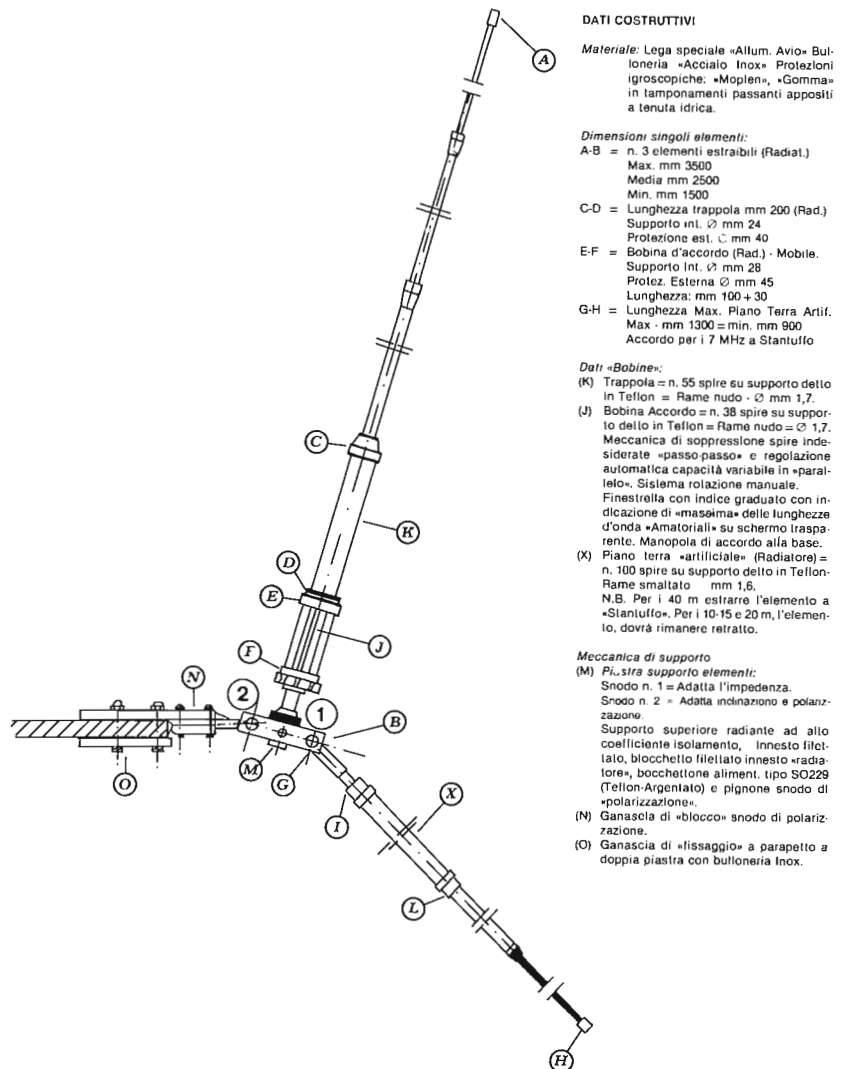 DATI COSTRUTTIVI
Materiale: Lega speciale «Allum. Avio» Bul-
loneria «Acciaio Inox» Protezioni
igroscopiche: «Moplen», «Gomma»
in tamponamenti passanti appositi
a tenuta idrica.
Dimensioni singoli elementi:
A-B = n. 3 elementi estraibili (Radiat.)
Max. mm 3500
Media mm 2500
Min. mm 1500
C-D = Lunghezza trappola mm 200 (Rad.)
Supporto int. Ø mm 24
Protezione est. mm 40
E-F = Bobina d'accordo (Rad.) - Mobile.
Supporto Int. Ø mm 28
Protez. Esterna Ø mm 45
Lunghezza: mm 100 + 30
G-H = Lunghezza Max. Piano Terra Artif.
Max - mm 1300 = min. mm 900
Accordo per i 7 MHz a Stantuffo
Dati «Bobine»:
(K) Trappola = n. 55 spire su supporto detto
in Teflon = Rame nudo - Ø mm 1,7.
(J) Bobina Accordo = n. 38 spire su suppor-
to detto in Teflon = Rame nudo = Ø 1,7.
Meccanica di soppressione spire inde-
siderate «passo-passo» e regolazione
automatica capacità variabile in «paral-
lelo». Sistema rotazione manuale.
Finestrella con indice graduato con in-
dicazione di «massima» delle lunghezze
d'onda «Amatoriali» su schermo traspa-
rente. Manopola di accordo alla base.
(X) Piano terra «artificiale» (Radiatore) =
n. 100 spire su supporto detto in Teflon-
Rame smaltato mm 1,6.
N.B. Per i 40 m estrarre l'elemento a
«Stantuffo». Per i 10-15 e 20 m, l'elemen-
to, dovrà rimanere retratto.
Meccanica di supporto
(M) Piastra supporto elementi:
Snodo n. 1 = Adatta l'impedenza.
Snodo n. 2 = Adatta inclinazione e polariz-
zazione.
Supporto superiore radiante ad alto
coefficiente isolamento, Innesto filet-
tato, blocchetto filettato innesto «radia-
tore», bocchettone aliment. tipo SO229
(Teflon-Argentato) e pignone snodo di
«polarizzazione».
(N) Ganascia di «blocco» snodo di polariz-
zazione.
(O) Ganascia di «fissaggio» a parapetto a
doppia piastra con bulloneria Inox.
A
C
K
D
E
J
F
N
2
1
B
M
G
O
I
X
L
H